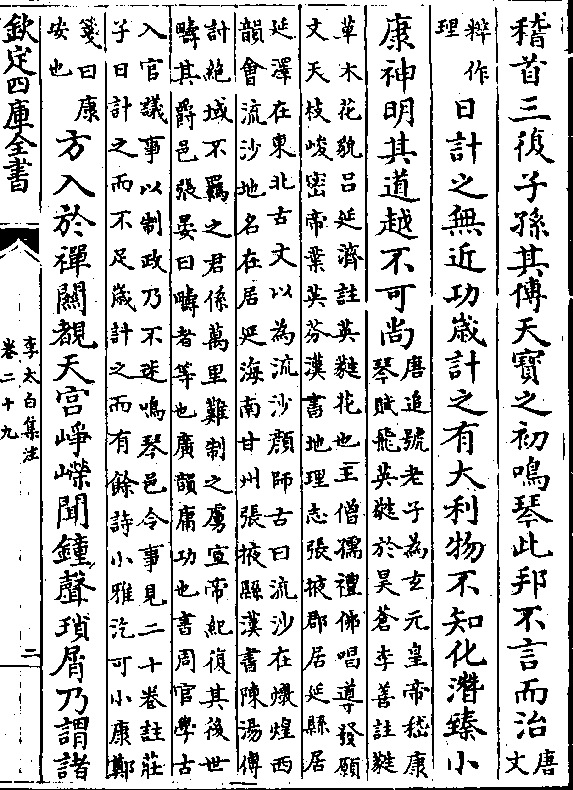 稽首三復子孫其傳天寶之初鳴琴此邦不言而治唐文
粹作理日計之無近功歲計之有大利物不知化潛臻小
康神明其道越不可尚唐追號老子為玄元皇帝嵇康
琴賦飛英蕤於昊蒼李善註蕤
草木花貌呂延濟註英蕤花也王僧孺禮佛唱導發願
文天枝峻密帝葉英芬漢書地理志張掖郡居延縣居
延澤在東北古文以為流沙顏師古曰流沙在燉煌西
韻會流沙地名在居延海南甘州張掖縣漢書陳湯傳
計絶域不羈之君係萬里難制之虜宣帝紀復其後世
疇其爵邑張晏曰疇者等也廣韻庸功也書周官學古
入官議事以制政乃不迷鳴琴邑令事見二十卷註莊
子日計之而不足歲計之而有餘詩小雅汔可小康鄭
箋曰康安也方入於禪關覩天宫崢嶸聞鐘聲瑣屑乃謂諸
欽定四庫全書
李太白集注
卷二十九
二